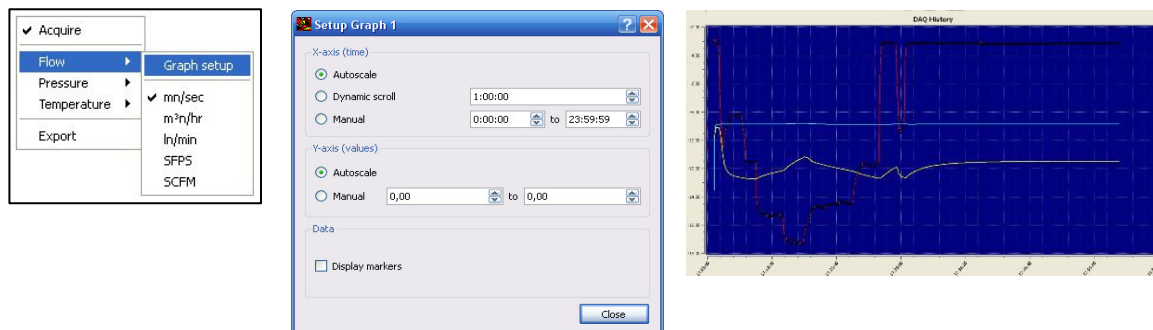 Acquire
Flow
Pressure
Temperature
Export
Graph setup
mn/sec
m³n/hr
ln/min
SFPS
SCFM
Setup Graph 1
X-axis (time)
Autoscale
Dynamic scroll 1:00:00
Manual 0:00:00 to 23:59:59
Y-axis (values)
Autoscale
Manual 0,00 to 0,00
Data
Display markers
Close
DAQ History